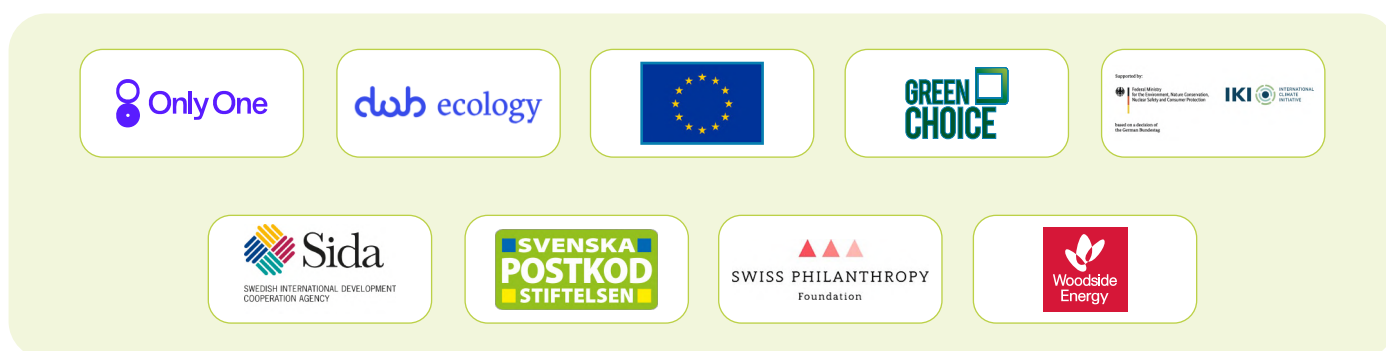 Only One
dob ecology
GREEN
CHOICE
Supported by:
Federal Ministry
for the Environment, Nature Conservation,
Nuclear Safety and Consumer Protection
based on a decision of
the German Bundestag
IKI
INTERNATIONAL
CLIMATE
INITIATIVE
Sida
SWEDISH INTERNATIONAL DEVELOPMENT
COOPERATION AGENCY
SVENSKA
POSTKOD
STIFTELSEN
SWISS PHILANTHROPY
Foundation
Woodside
Energy